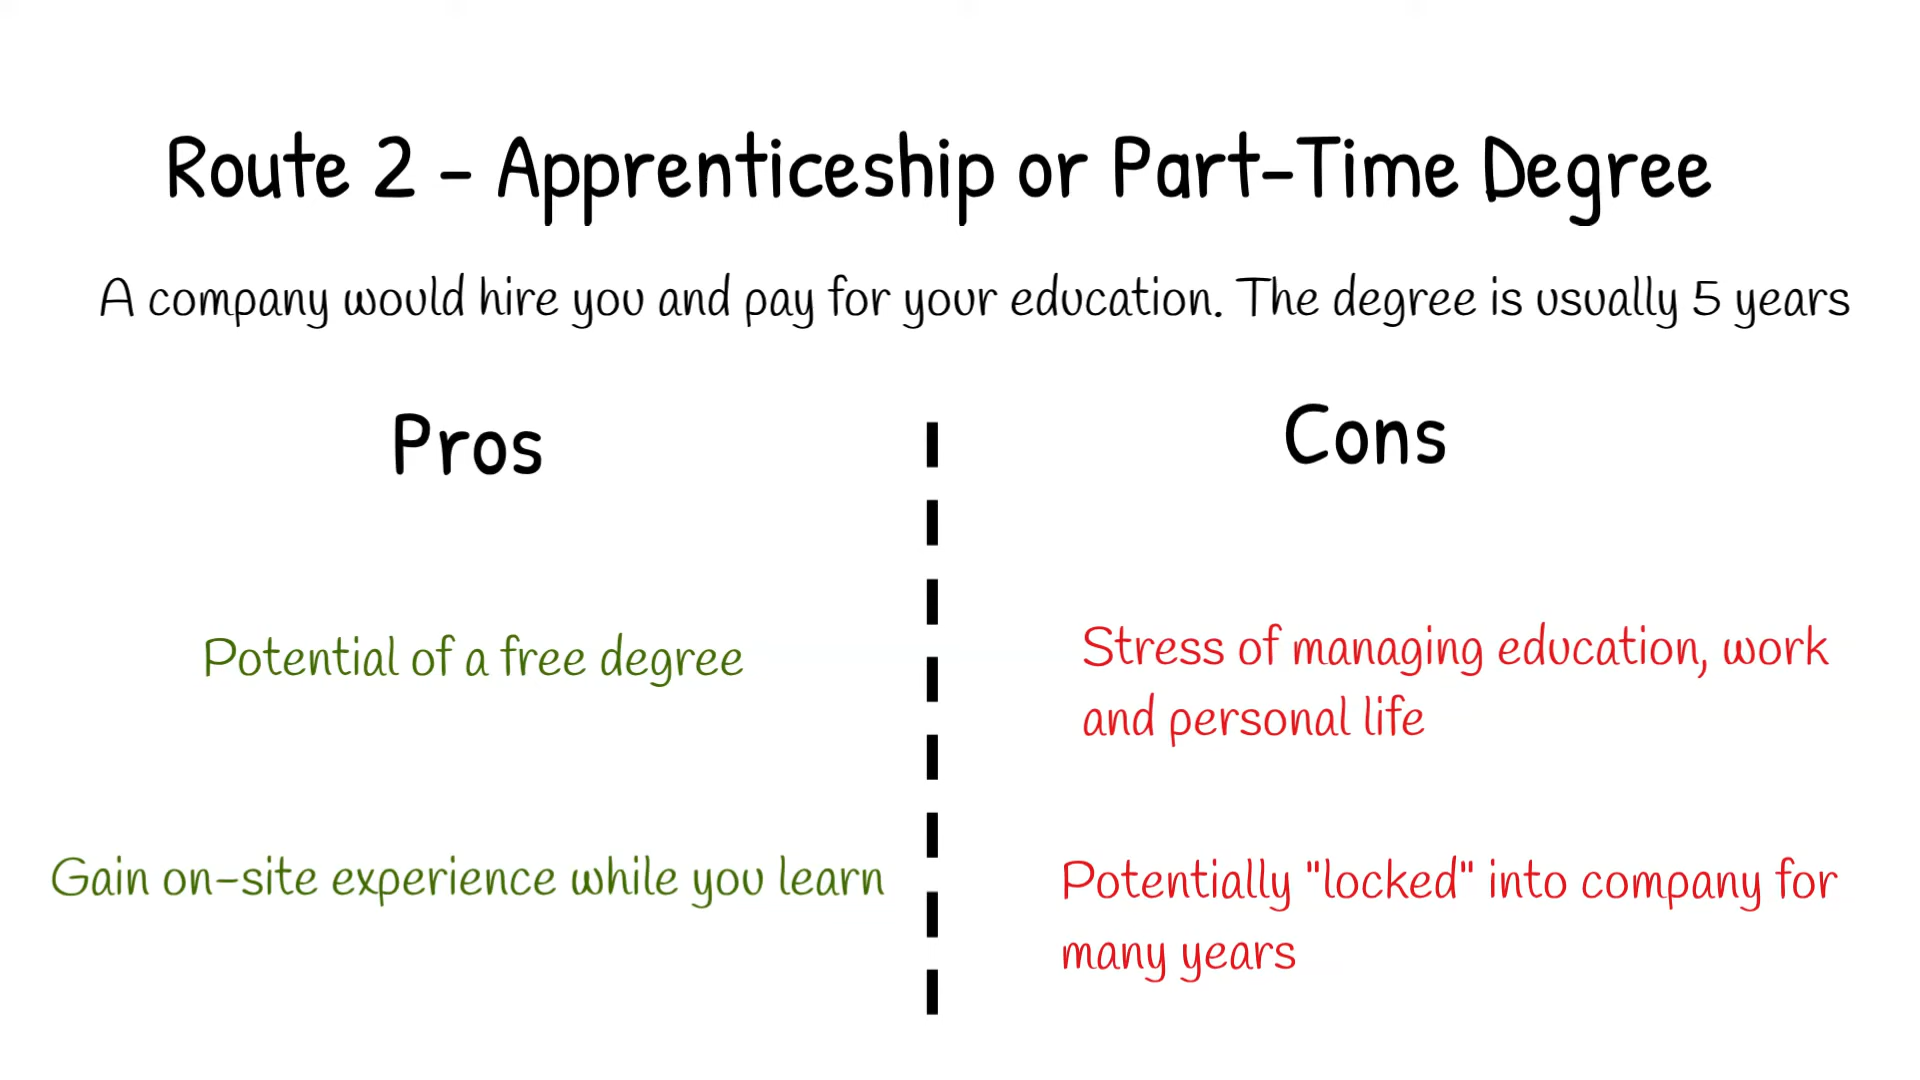 Route 2 - Apprenticeship or Part-Time Degree
A company would hire you and pay for your education. The degree is usually 5 years
Pros
Cons
Potential of a free degree
Stress of managing education, work
and personal life
Gain on-site experience while you learn
Potentially "locked" into company for
many years